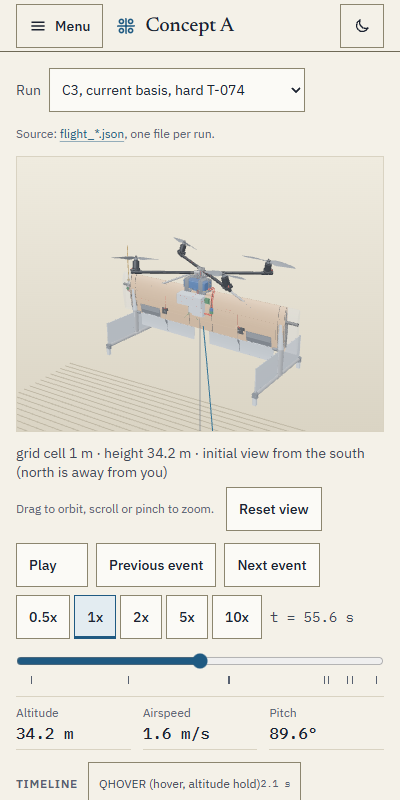 Menu
Concept A
Run
C3, current basis, hard T-074
Source: flight_*.json, one file per run.
grid cell 1 m · height 34.2 m · initial view from the south
(north is away from you)
Drag to orbit, scroll or pinch to zoom.
Reset view
Play
Previous event
Next event
0.5x
1x
2x
5x
10x
t = 55.6 s
Altitude
Airspeed
Pitch
34.2 m
1.6 m/s
89.6°
TIMELINE
QHOVER (hover, altitude hold)2.1 s